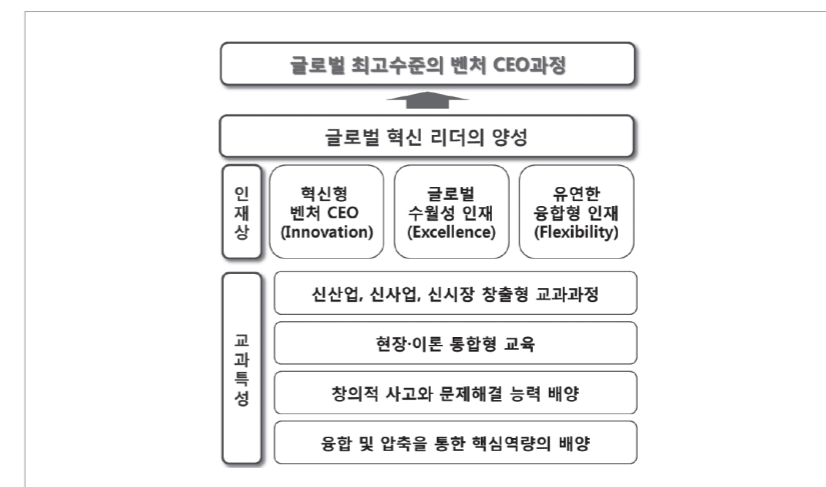 글로벌 최고수준의 벤처 CEO과정
글로벌 혁신 리더의 양성
인재상
혁신형
벤처 CEO
(Innovation)
글로벌
수월성 인재
(Excellence)
유연한
융합형 인재
(Flexibility)
교과특성
신산업, 신사업, 신시장 창출형 교과과정
현장·이론 통합형 교육
창의적 사고와 문제해결 능력 배양
융합 및 압축을 통한 핵심역량의 배양